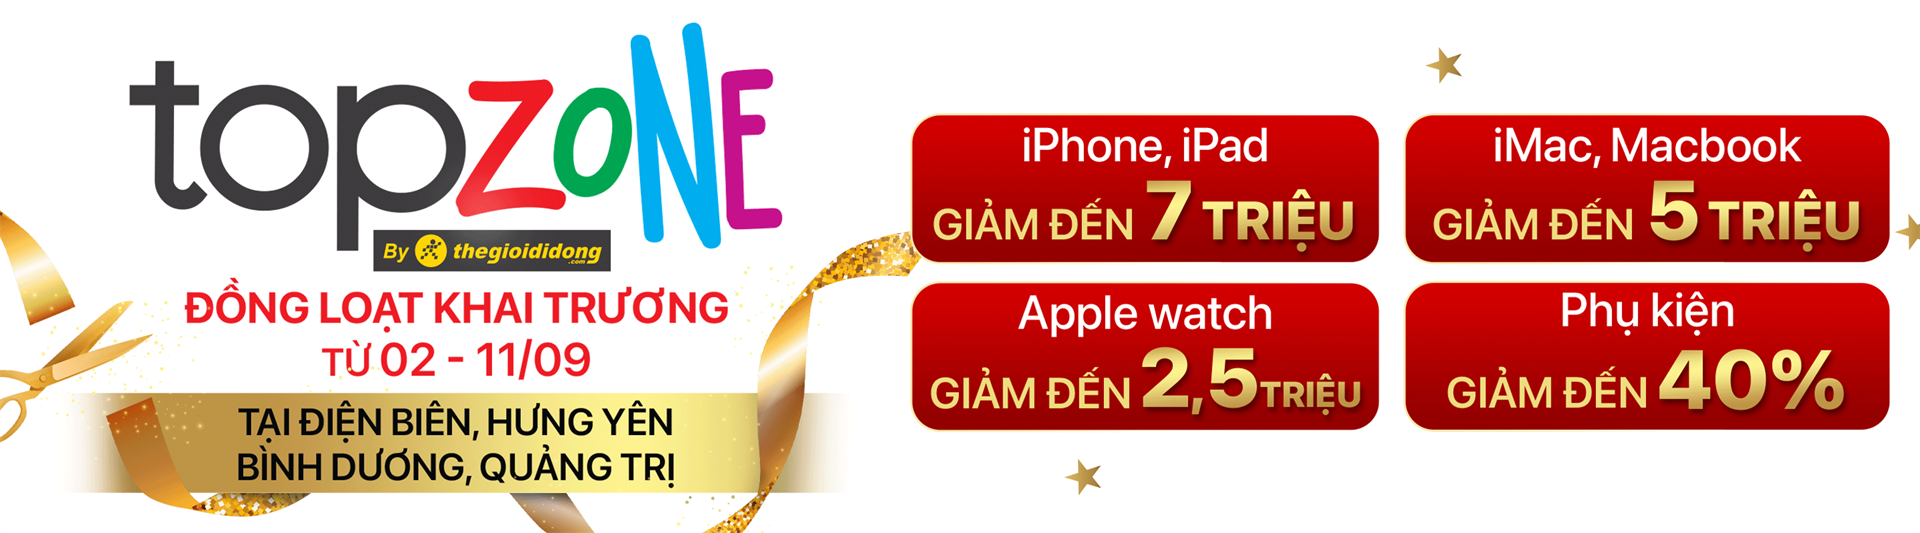 topzone
By thegioididong
.com
ĐỒNG LOẠT KHAI TRƯƠNG
TỪ 02 - 11/09
TẠI ĐIỆN BIÊN, HƯNG YÊN
BÌNH DƯƠNG, QUẢNG TRỊ
iPhone, iPad
GIẢM ĐẾN 7 TRIỆU
iMac, Macbook
GIẢM ĐẾN 5 TRIỆU
Apple watch
GIẢM ĐẾN 2,5 TRIỆU
Phụ kiện
GIẢM ĐẾN 40%